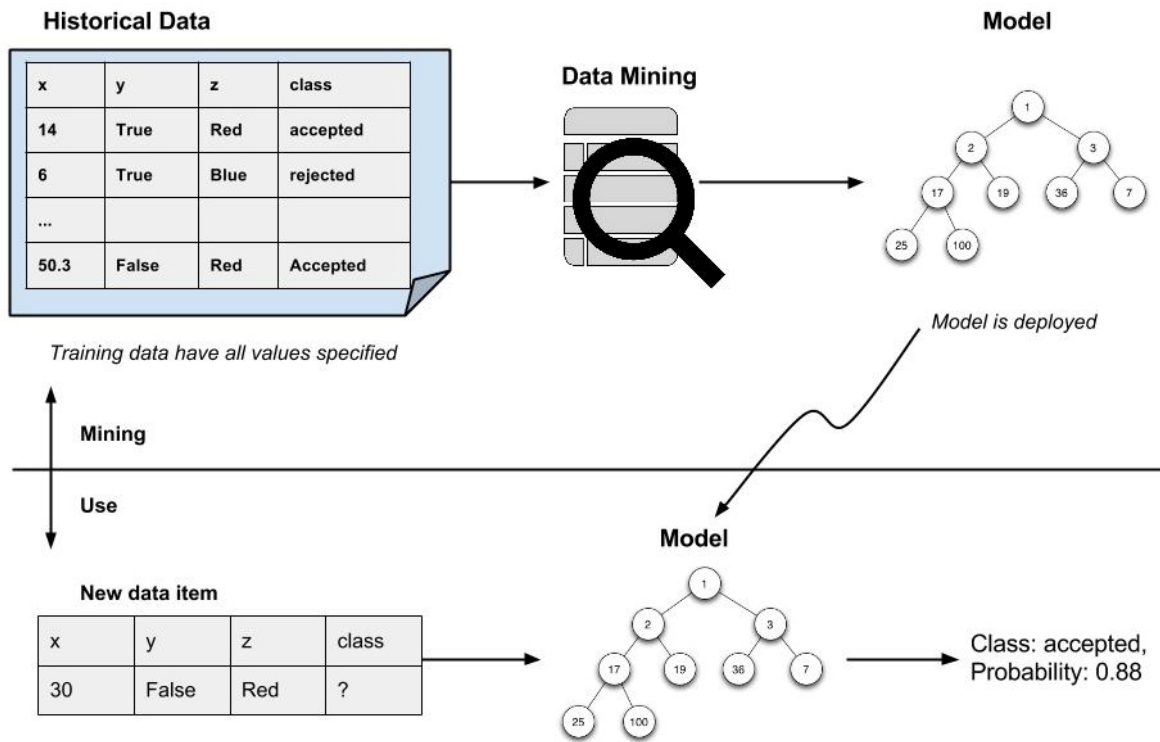 Historical Data
x y z class
14 True Red accepted
6 True Blue rejected
...
50.3 False Red Accepted
Training data have all values specified
Data Mining
Model
1
2 3
17 19 36 7
25 100
Model is deployed
Mining
Use
New data item
x y z class
30 False Red ?
Model
1
2 3
17 19 36 7
25 100
Class: accepted,
Probability: 0.88